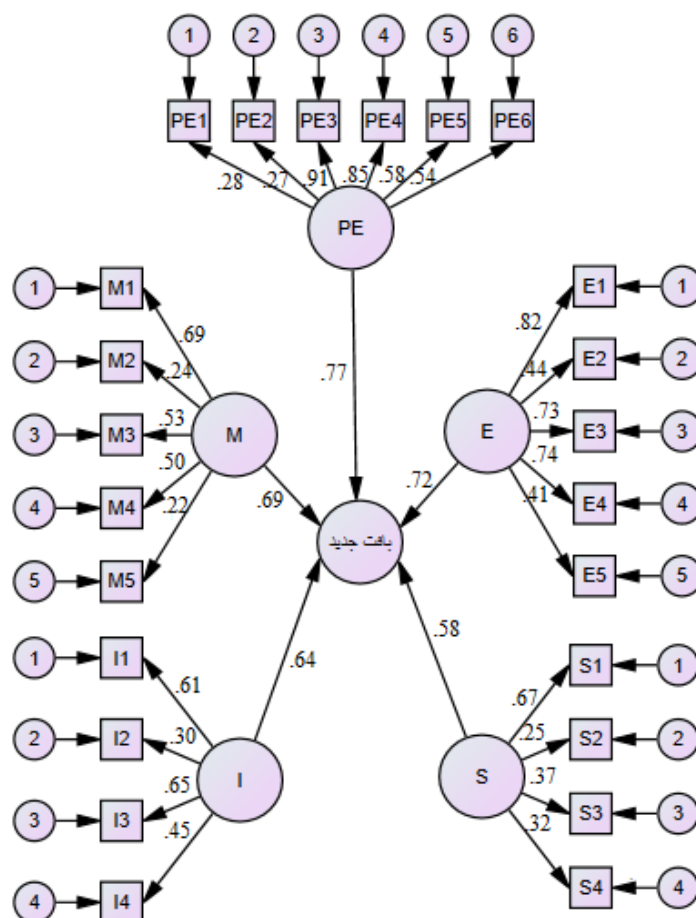 1 2 3 4 5 6
PE1 PE2 PE3 PE4 PE5 PE6
.28 .27 .91 .85 .58 .54
PE
.77
1 M1
2 M2
3 M3
4 M4
5 M5
.69
.24
.53
.50
.22
M
.69
E1 1
E2 2
E3 3
E4 4
E5 5
.82
.44
.73
.74
.41
E
.72
بافت جدید
1 I1
2 I2
3 I3
4 I4
.61
.30
.65
.45
I
.64
S1 1
S2 2
S3 3
S4 4
.67
.25
.37
.32
S
.58